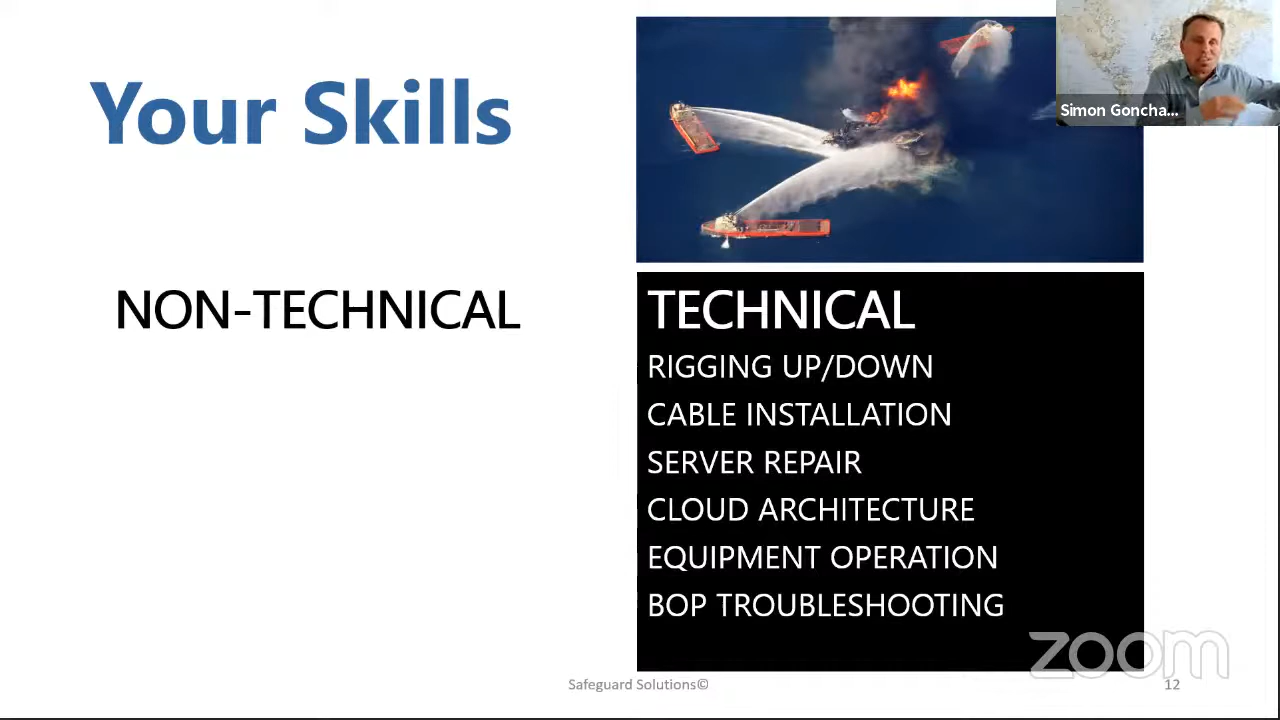 Your Skills
Simon Goncha...
NON-TECHNICAL
TECHNICAL
RIGGING UP/DOWN
CABLE INSTALLATION
SERVER REPAIR
CLOUD ARCHITECTURE
EQUIPMENT OPERATION
BOP TROUBLESHOOTING
zoom
Safeguard Solutions©
12